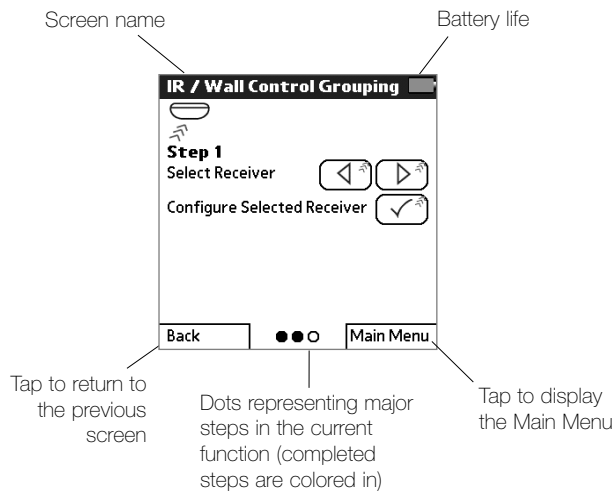 Screen name
Battery life
IR / Wall Control Grouping
Step 1
Select Receiver
Configure Selected Receiver
Back
Main Menu
Tap to return to
the previous
screen
Dots representing major
steps in the current
function (completed
steps are colored in)
Tap to display
the Main Menu